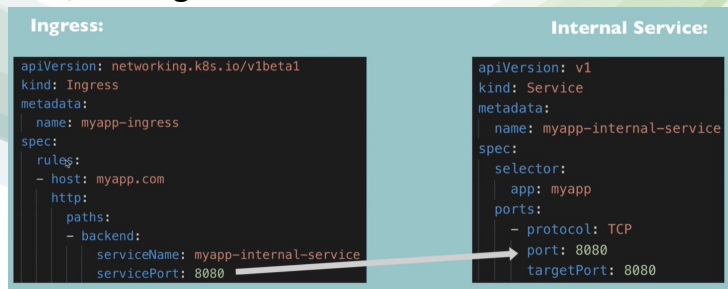 Ingress:
apiVersion: networking.k8s.io/v1beta1
kind: Ingress
metadata:
name: myapp-ingress
spec:
rules:
- host: myapp.com
http:
paths:
- backend:
serviceName: myapp-internal-service
servicePort: 8080
Internal Service:
apiVersion: v1
kind: Service
metadata:
name: myapp-internal-service
spec:
selector:
app: myapp
ports:
- protocol: TCP
port: 8080
targetPort: 8080